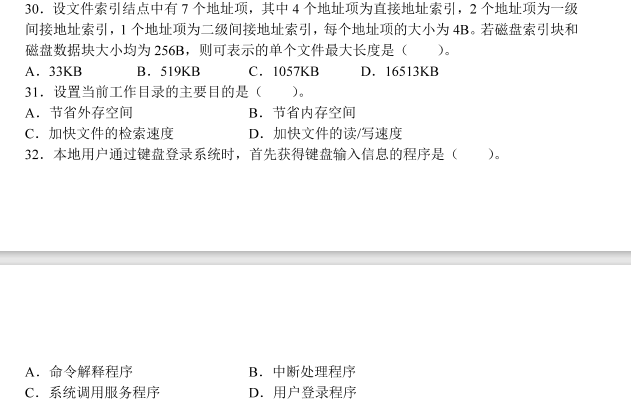 30．设文件索引结点中有 7 个地址项，其中 4 个地址项为直接地址索引，2 个地址项为一级
间接地址索引，1 个地址项为二级间接地址索引，每个地址项的大小为 4B。若磁盘索引块和
磁盘数据块大小均为 256B，则可表示的单个文件最大长度是（　　）。
A．33KB　　B．519KB　　C．1057KB　　D．16513KB
31．设置当前工作目录的主要目的是（　　）。
A．节省外存空间　　B．节省内存空间
C．加快文件的检索速度　　D．加快文件的读/写速度
32．本地用户通过键盘登录系统时，首先获得键盘输入信息的程序是（　　）。
A．命令解释程序　　B．中断处理程序
C．系统调用服务程序　　D．用户登录程序